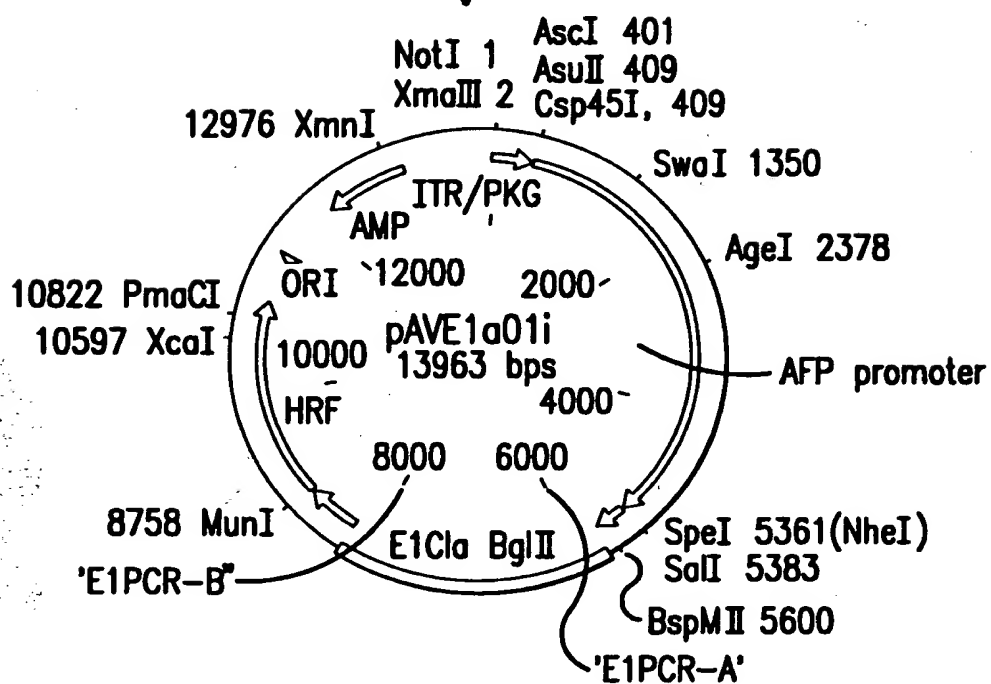 NotI 1
XmaIII 2
AscI 401
AsuII 409
Csp45I, 409
12976 XmnI
SwaI 1350
ITR/PKG
AMP
AgeI 2378
ORI
12000
2000
10822 PmaCI
10597 XcaI
10000
pAVE1a01i
13963 bps
AFP promoter
HRF
4000
8000
6000
8758 MunI
E1Cla BglII
SpeI 5361(NheI)
SalI 5383
'E1PCR-B"
BspMII 5600
'E1PCR-A'